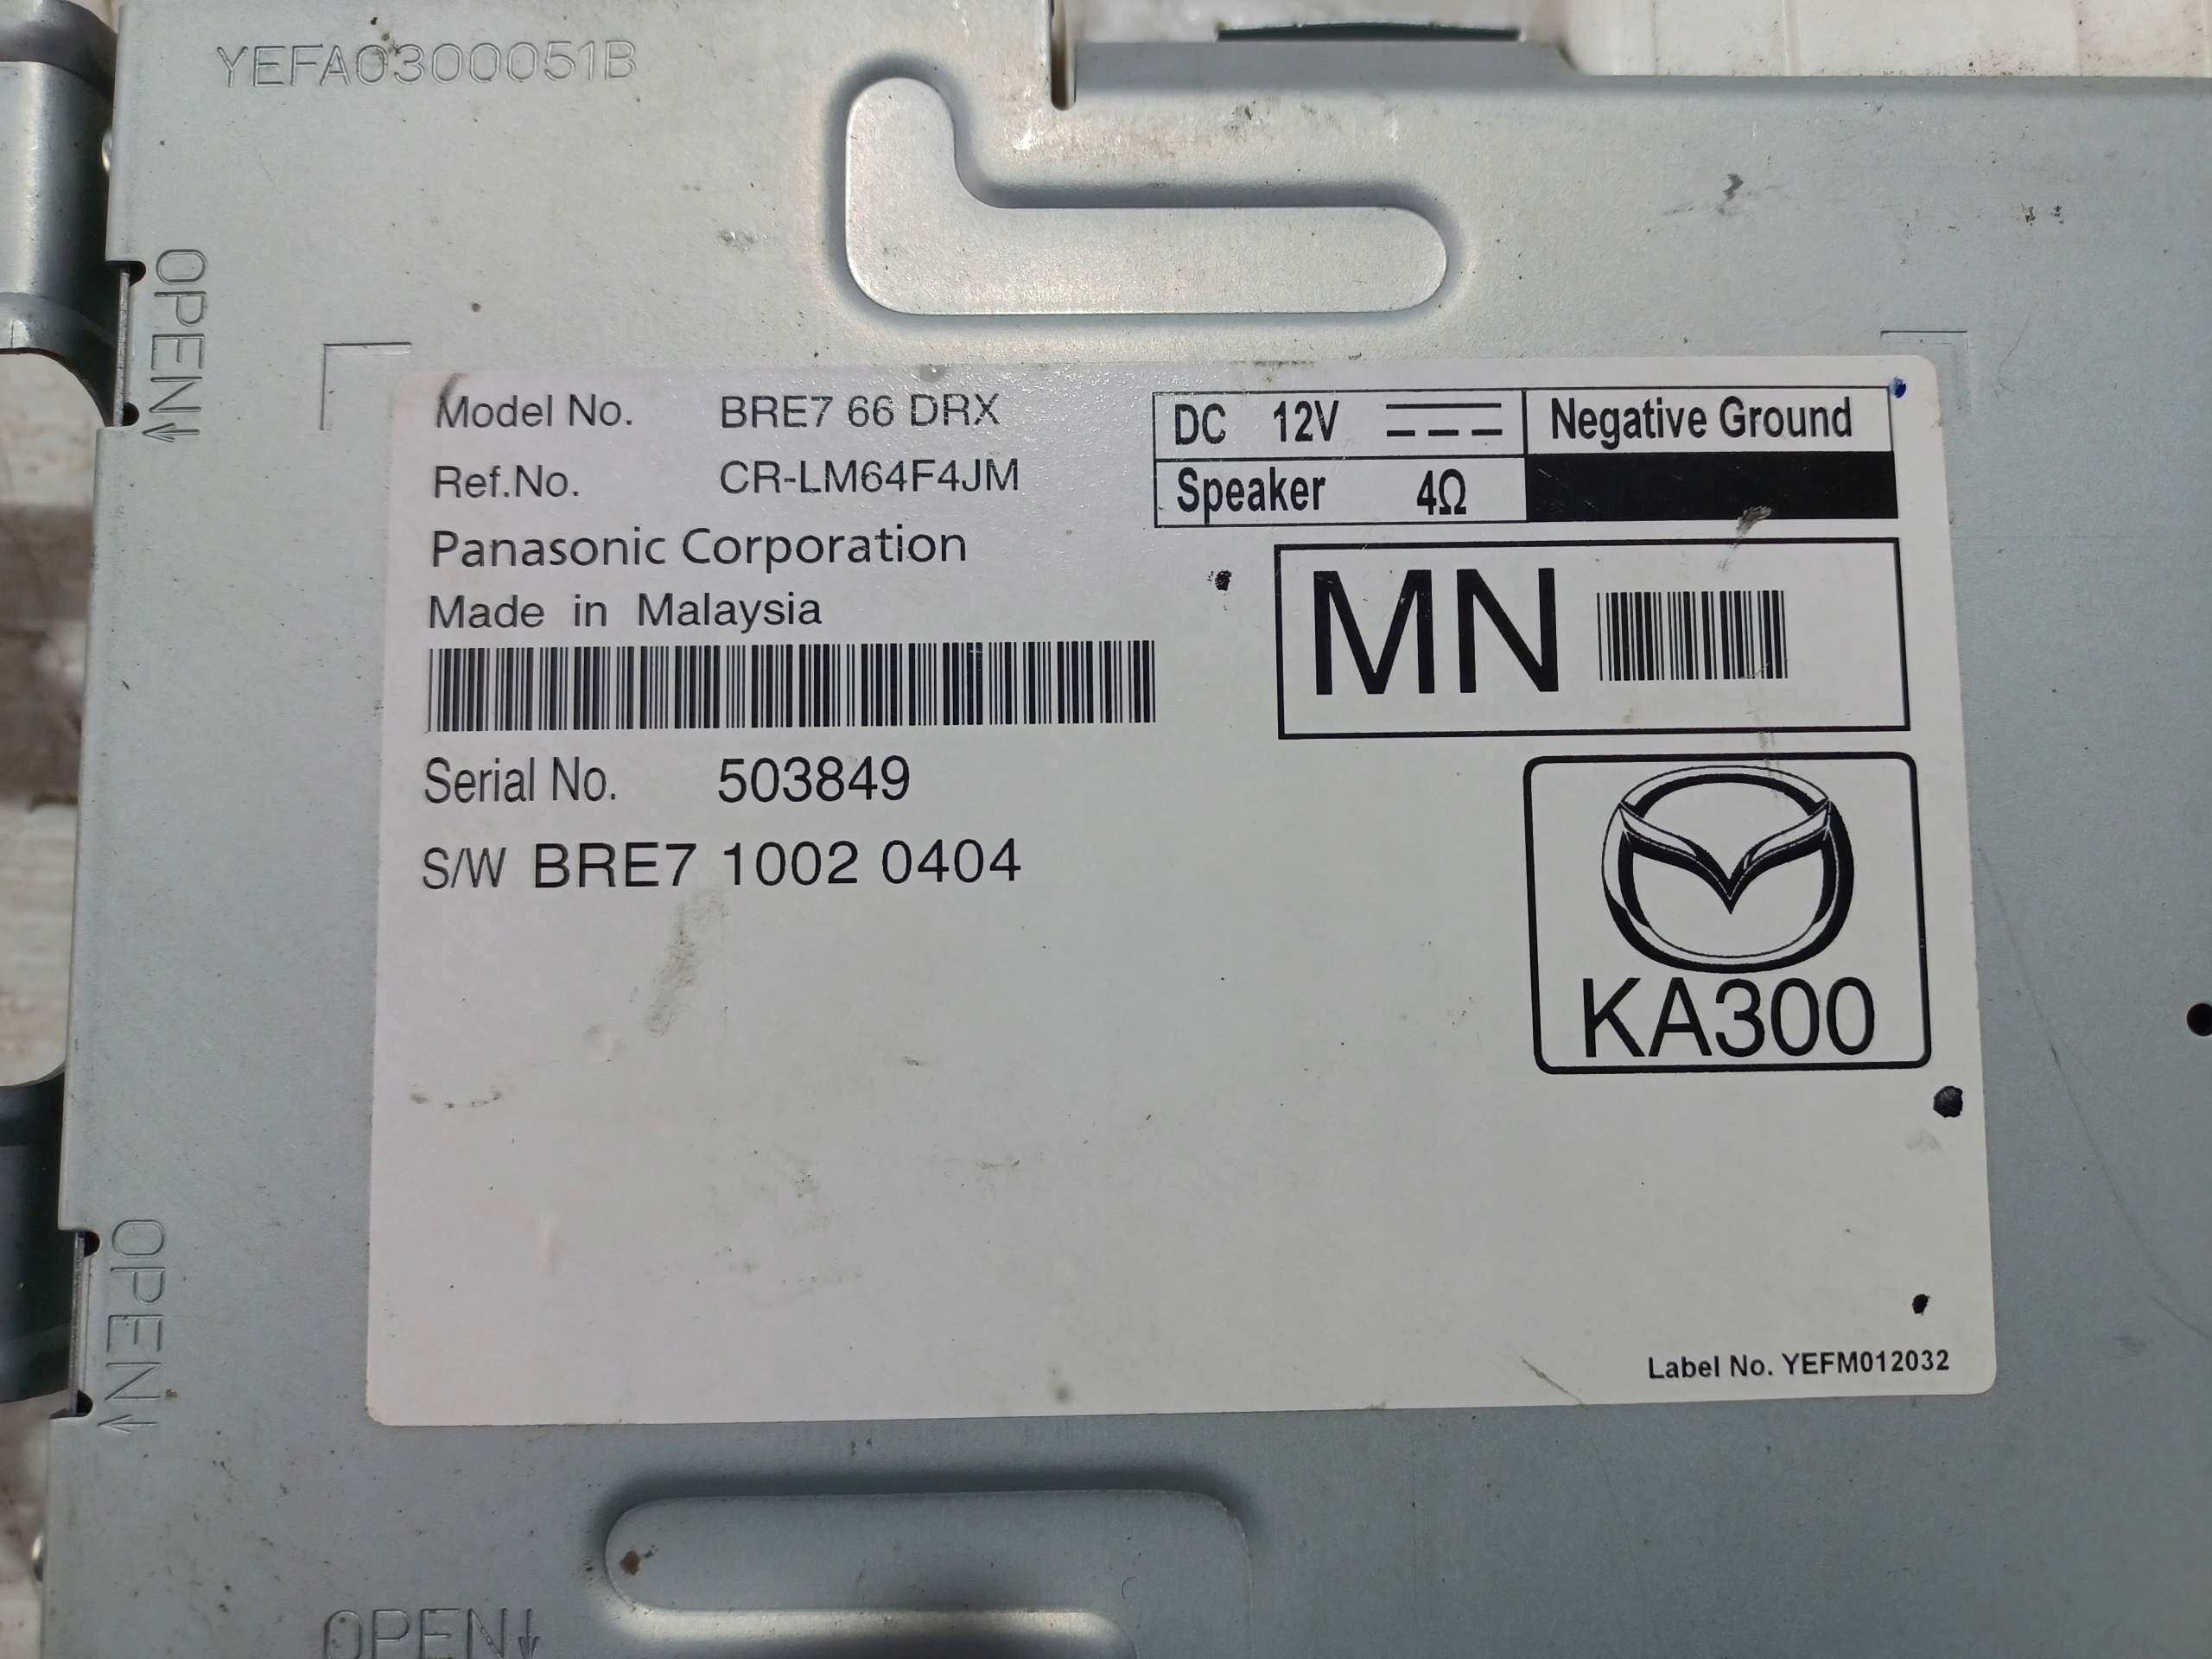 YEFA0300051B
OPEN↓
Model No. BRE7 66 DRX
Ref.No. CR-LM64F4JM
Panasonic Corporation
Made in Malaysia
Serial No. 503849
S/W BRE7 1002 0404
DC 12V Negative Ground
Speaker 4Ω
MN
KA300
Label No. YEFM012032
OPEN↓
OPEN↓